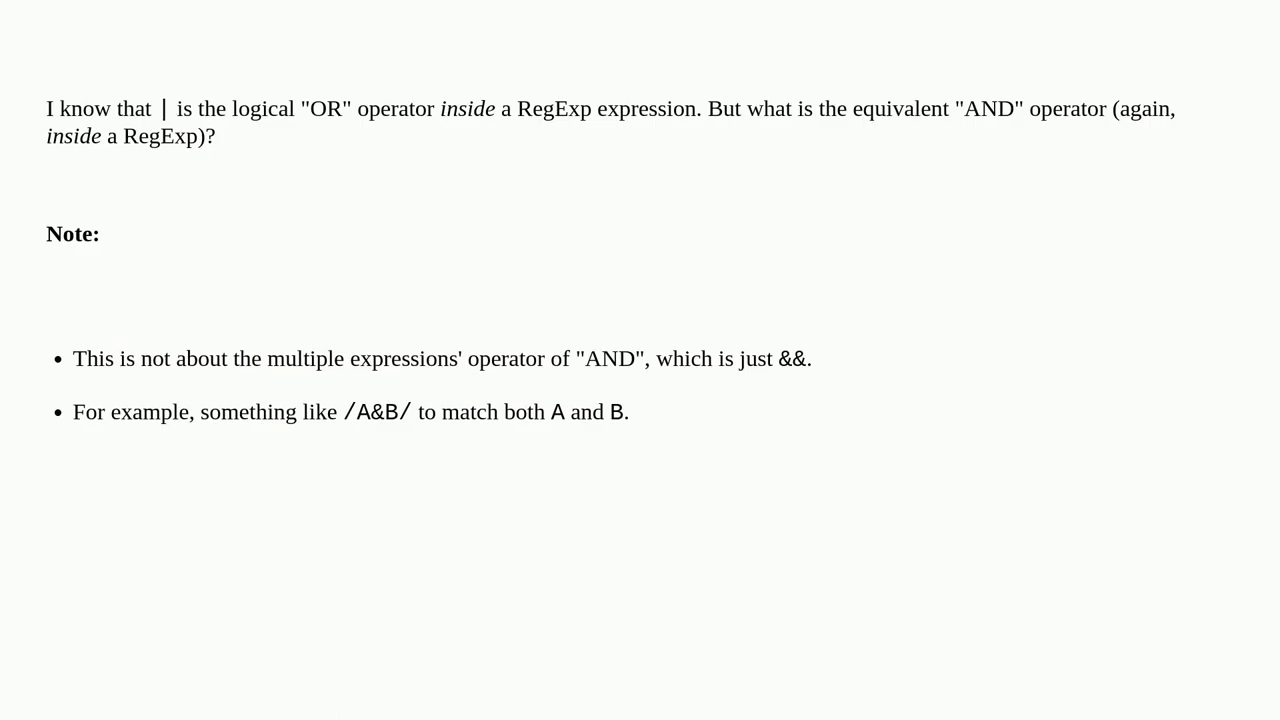 I know that | is the logical "OR" operator inside a RegExp expression. But what is the equivalent "AND" operator (again,
inside a RegExp)?
Note:
• This is not about the multiple expressions' operator of "AND", which is just &&.
• For example, something like /A&B/ to match both A and B.